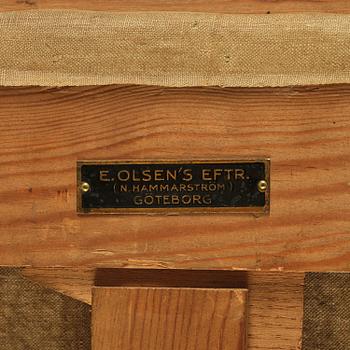 E. OLSEN'S EFTR.
(N. HAMMARSTRÖM)
GÖTEBORG